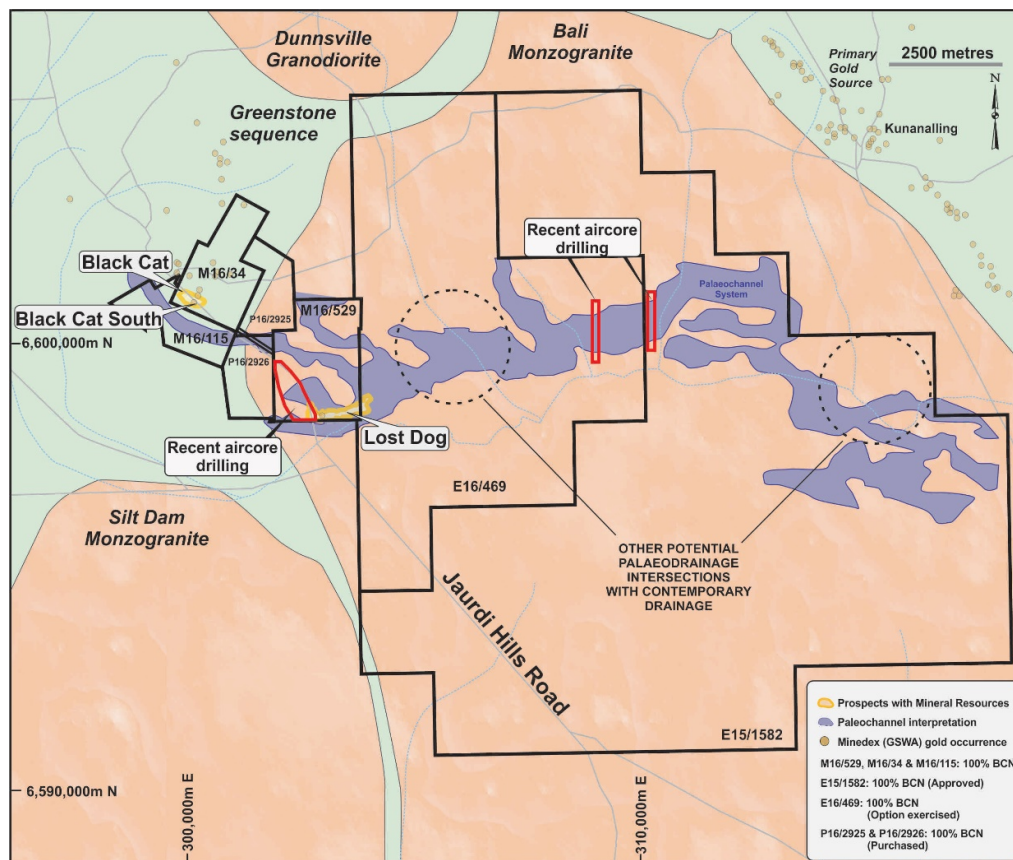 Dunnsville
Granodiorite
Bali
Monzogranite
Primary
Gold
Source
2500 metres
N
Kunanalling
Greenstone
sequence
Black Cat
M16/34
Black Cat South
M16/115
P16/2925
P16/2926
M16/529
Recent aircore
drilling
Palaeochannel
System
6,600,000m N
Recent aircore
drilling
Lost Dog
E16/469
Silt Dam
Monzogranite
OTHER POTENTIAL
PALAEODRAINAGE
INTERSECTIONS
WITH CONTEMPORARY
DRAINAGE
Jaurdi Hills Road
E15/1582
6,590,000m N
300,000m E
310,000m E
Prospects with Mineral Resources
Paleochannel interpretation
Minedex (GSWA) gold occurrence
M16/529, M16/34 & M16/115: 100% BCN
E15/1582: 100% BCN (Approved)
E16/469: 100% BCN
(Option exercised)
P16/2925 & P16/2926: 100% BCN
(Purchased)